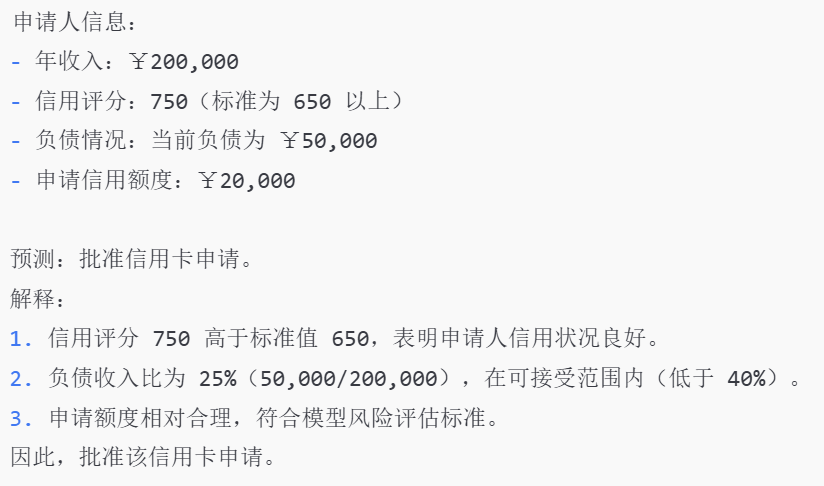 申请人信息：
- 年收入：￥200,000
- 信用评分：750（标准为 650 以上）
- 负债情况：当前负债为 ￥50,000
- 申请信用额度：￥20,000
预测：批准信用卡申请。
解释：
1. 信用评分 750 高于标准值 650，表明申请人信用状况良好。
2. 负债收入比为 25%（50,000/200,000），在可接受范围内（低于 40%）。
3. 申请额度相对合理，符合模型风险评估标准。
因此，批准该信用卡申请。